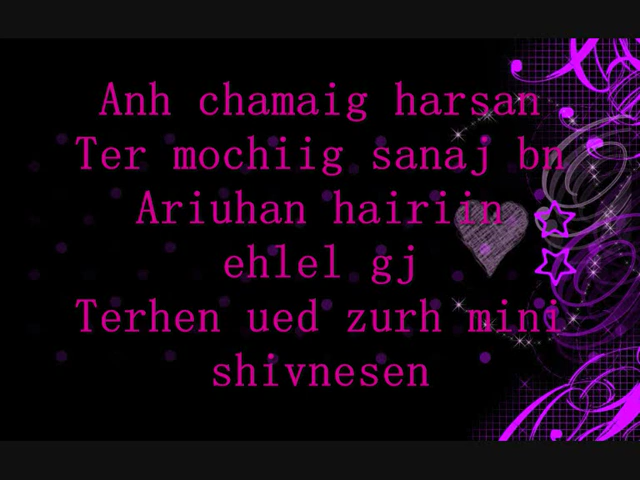 Anh chamaig harsan
Ter mochiig sanaj bn
Ariuhan hairiin
ehlel gj
Terhen ued zurh mini
shivnesen